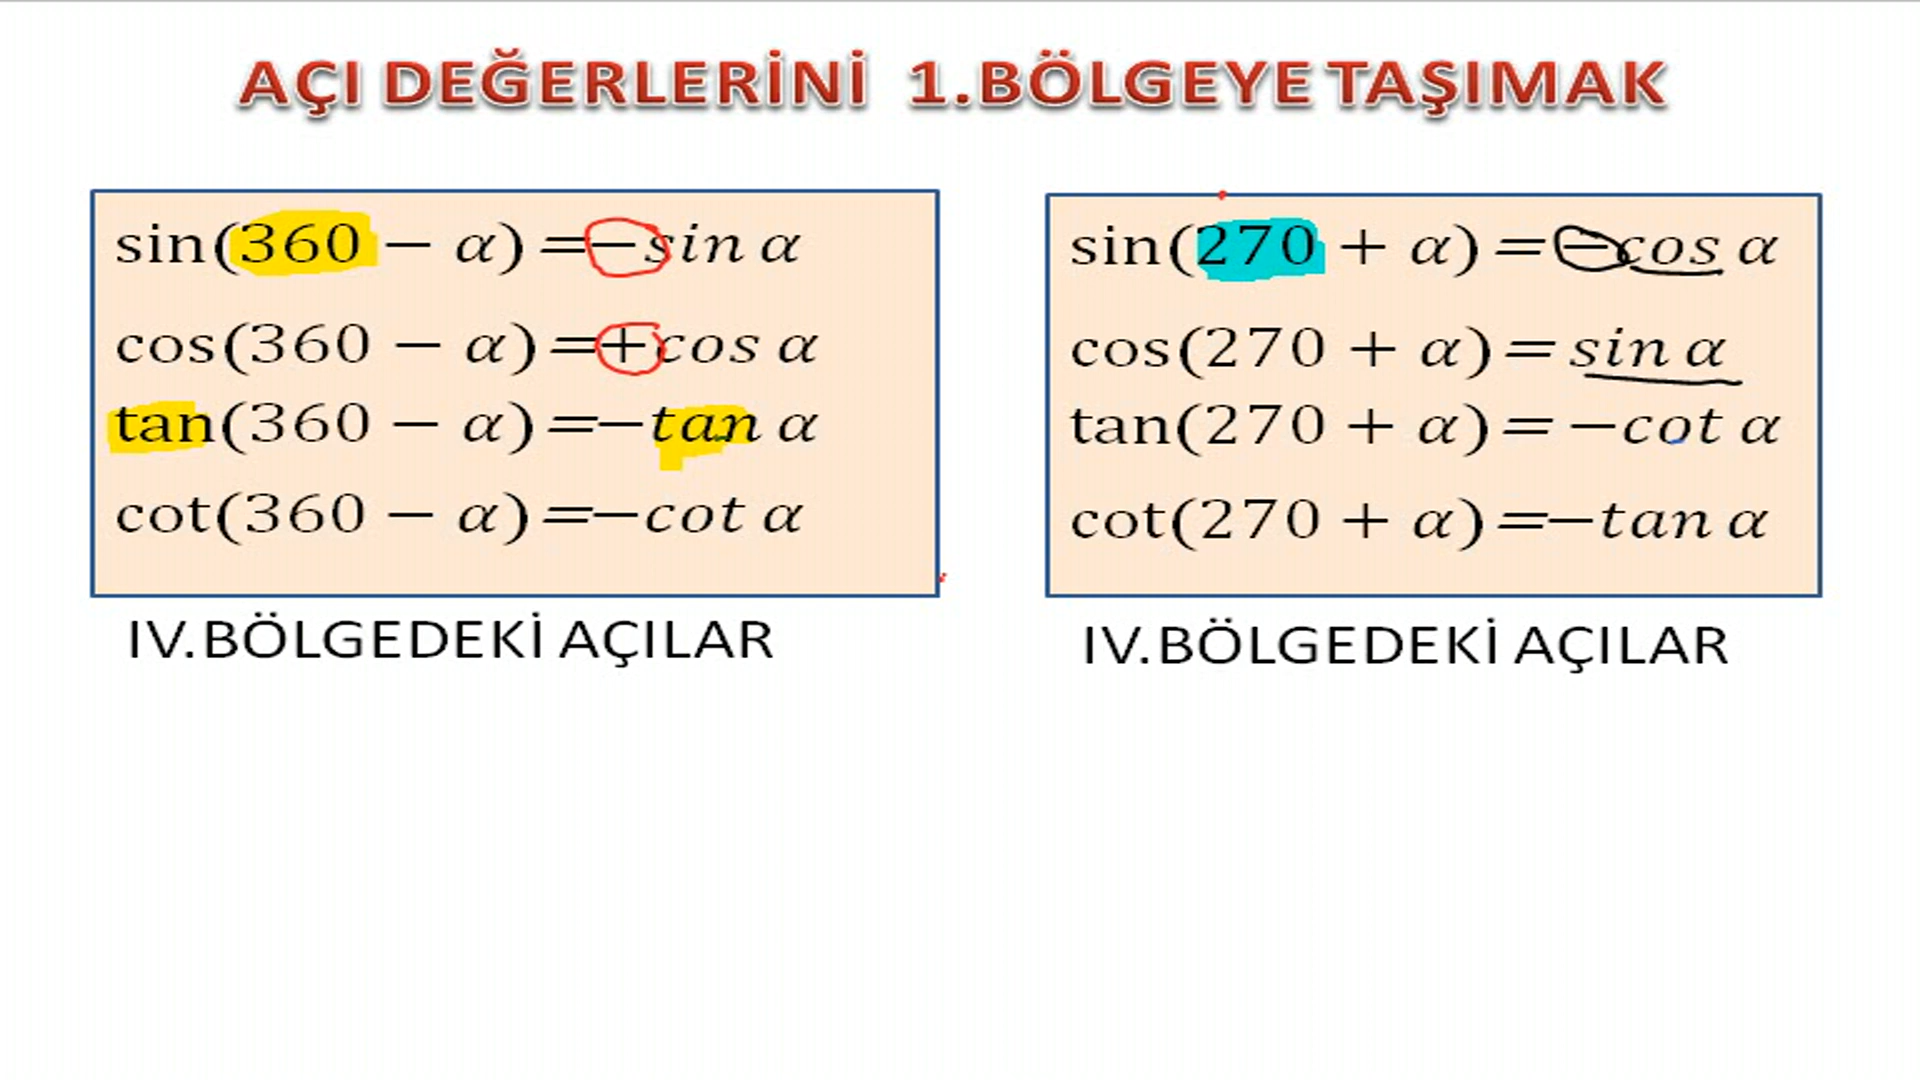 AÇI DEĞERLERİNİ 1.BÖLGEYE TAŞIMAK
sin(360 − α)=−sin α
cos(360 − α)=+cos α
tan(360 − α)=−tan α
cot(360 − α)=−cot α
IV.BÖLGEDEKİ AÇILAR
sin(270 + α)=−cos α
cos(270 + α)=sin α
tan(270 + α)=−cot α
cot(270 + α)=−tan α
IV.BÖLGEDEKİ AÇILAR